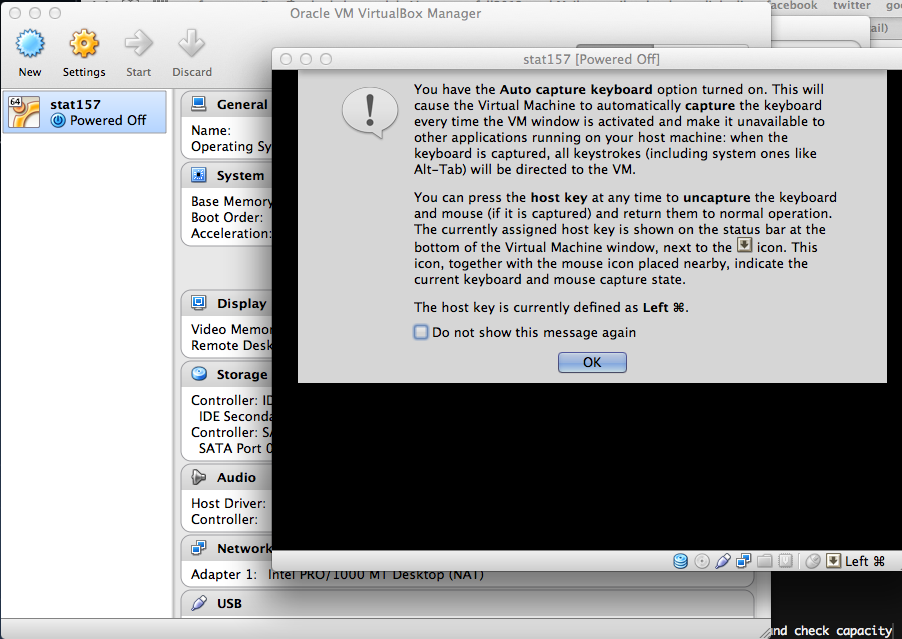 Oracle VM VirtualBox Manager
facebook
twitter
New
Settings
Start
Discard
64
stat157
Powered Off
General
Name:
Operating Sy
System
Base Memory
Boot Order:
Acceleration:
Display
Video Memo
Remote Desk
Storage
Controller: ID
IDE Seconda
Controller: SA
SATA Port 0
Audio
Host Driver:
Controller:
Network
Adapter 1: Intel PRO/1000 MT Desktop (NAT)
USB
stat157 [Powered Off]
You have the Auto capture keyboard option turned on. This will
cause the Virtual Machine to automatically capture the keyboard
every time the VM window is activated and make it unavailable to
other applications running on your host machine: when the
keyboard is captured, all keystrokes (including system ones like
Alt-Tab) will be directed to the VM.
You can press the host key at any time to uncapture the keyboard
and mouse (if it is captured) and return them to normal operation.
The currently assigned host key is shown on the status bar at the
bottom of the Virtual Machine window, next to the icon. This
icon, together with the mouse icon placed nearby, indicate the
current keyboard and mouse capture state.
The host key is currently defined as Left ⌘.
Do not show this message again
OK
Left ⌘
and check capacity